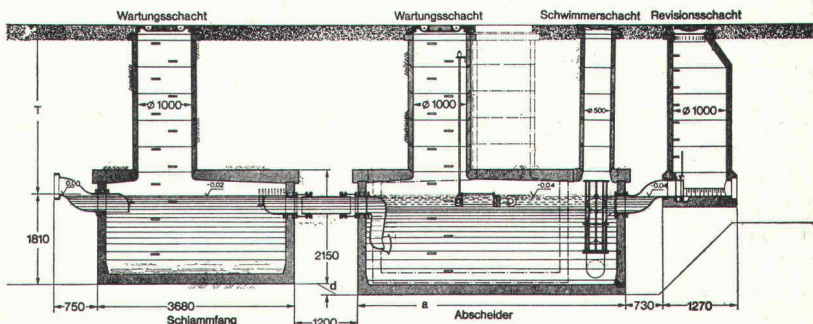 Wartungsschacht Wartungsschacht Schwimmerschacht Revisionsschacht
T
ø 1000 ø 1000 ø 500 ø 1000
0.00 -0.02 -0.04 -0.04
1810 2150
d
750 3680 a 730 1270
Schlammfang 1200 Abscheider